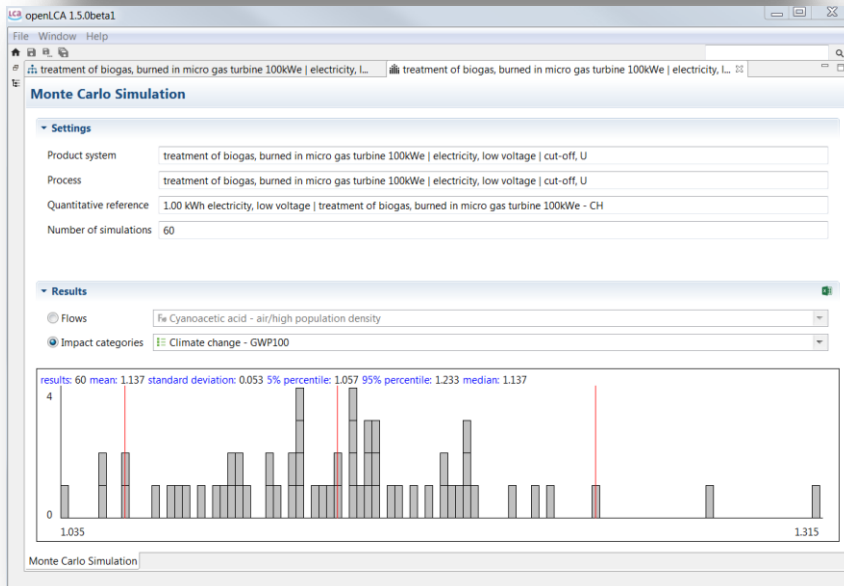 LCA openLCA 1.5.0beta1
File Window Help
treatment of biogas, burned in micro gas turbine 100kWe | electricity, l... treatment of biogas, burned in micro gas turbine 100kWe | electricity, l...
Monte Carlo Simulation
Settings
Product system treatment of biogas, burned in micro gas turbine 100kWe | electricity, low voltage | cut-off, U
Process treatment of biogas, burned in micro gas turbine 100kWe | electricity, low voltage | cut-off, U
Quantitative reference 1.00 kWh electricity, low voltage | treatment of biogas, burned in micro gas turbine 100kWe - CH
Number of simulations 60
Results
Flows Fe Cyanoacetic acid - air/high population density
Impact categories Climate change - GWP100
results: 60 mean: 1.137 standard deviation: 0.053 5% percentile: 1.057 95% percentile: 1.233 median: 1.137
4
0
1.035 1.315
Monte Carlo Simulation